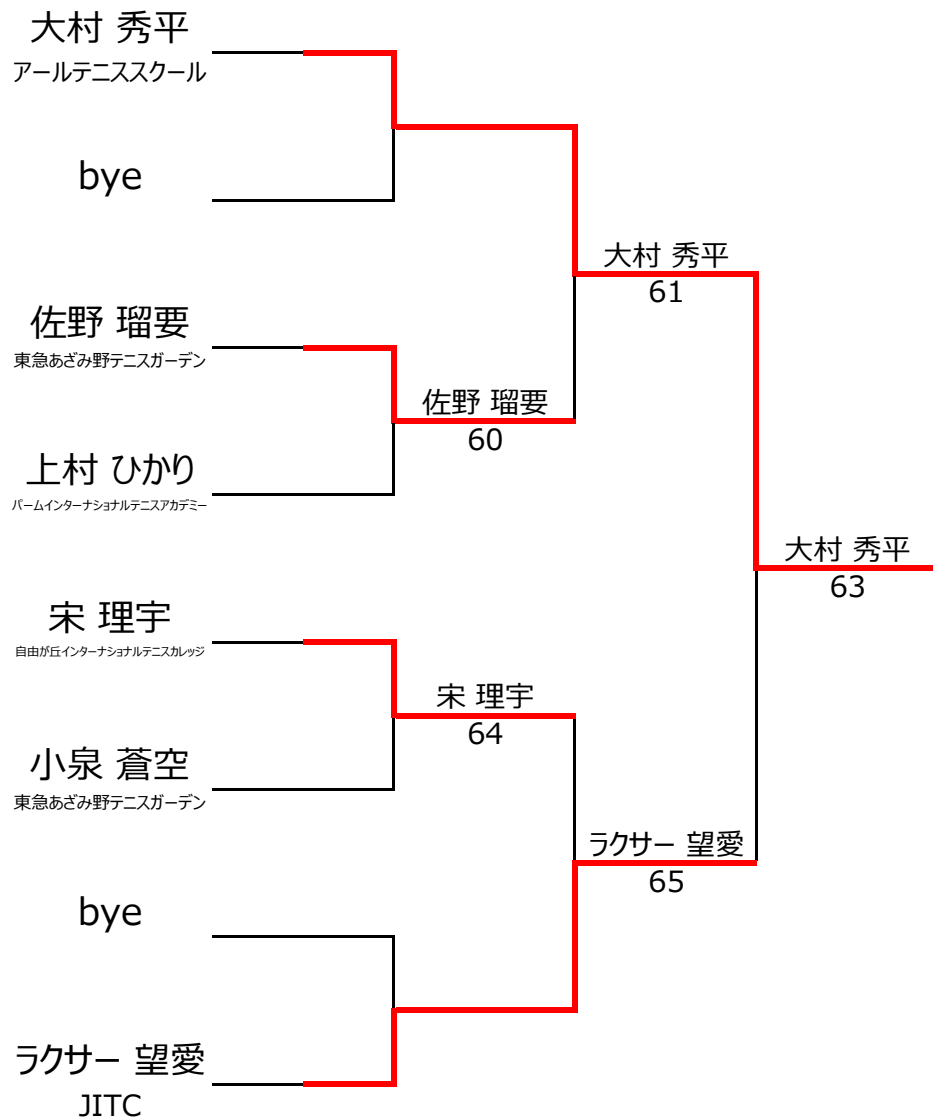 大村 秀平
アールテニススクール
bye
大村 秀平
61
佐野 瑠要
東急あざみ野テニスガーデン
佐野 瑠要
60
上村 ひかり
パームインターナショナルテニスアカデミー
大村 秀平
63
宋 理宇
自由が丘インターナショナルテニスカレッジ
宋 理宇
64
小泉 蒼空
東急あざみ野テニスガーデン
ラクサー 望愛
65
bye
ラクサー 望愛
JITC